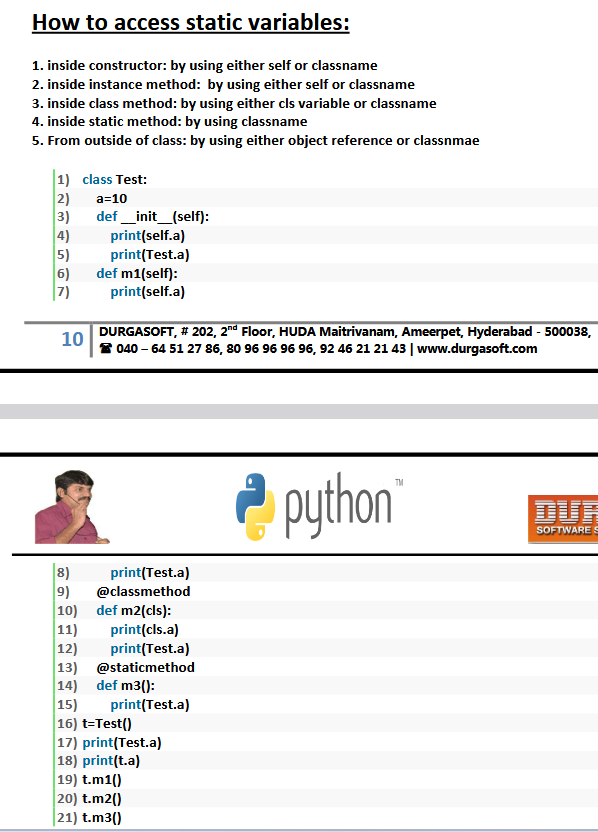 How to access static variables:
1. inside constructor: by using either self or classname
2. inside instance method:  by using either self or classname
3. inside class method: by using either cls variable or classname
4. inside static method: by using classname
5. From outside of class: by using either object reference or classnmae
1) class Test:
2) a=10
3) def __init__(self):
4) print(self.a)
5) print(Test.a)
6) def m1(self):
7) print(self.a)
10
DURGASOFT, # 202, 2nd Floor, HUDA Maitrivanam, Ameerpet, Hyderabad - 500038,
☎ 040 – 64 51 27 86, 80 96 96 96 96, 92 46 21 21 43 | www.durgasoft.com
python TM
DUR
SOFTWARE S
8) print(Test.a)
9) @classmethod
10) def m2(cls):
11) print(cls.a)
12) print(Test.a)
13) @staticmethod
14) def m3():
15) print(Test.a)
16) t=Test()
17) print(Test.a)
18) print(t.a)
19) t.m1()
20) t.m2()
21) t.m3()